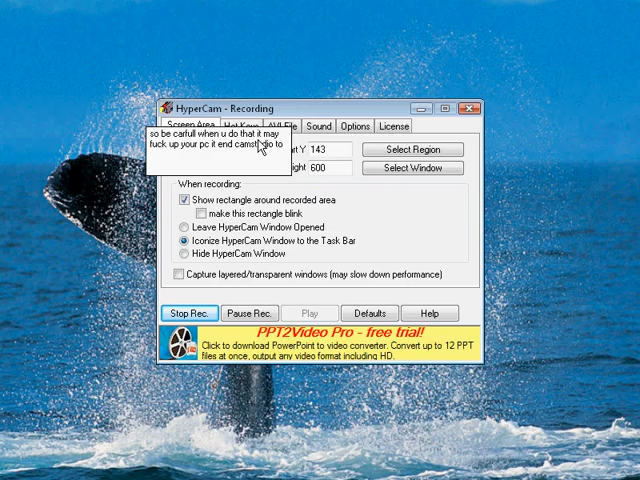 HyperCam - Recording
Screen Area Hot Keys AVI File Sound Options License
so be carfull when u do that it may
fuck up your pc it end camstudio to
art Y 143 Select Region
ight 600 Select Window
When recording:
Show rectangle around recorded area
make this rectangle blink
Leave HyperCam Window Opened
Iconize HyperCam Window to the Task Bar
Hide HyperCam Window
Capture layered/transparent windows (may slow down performance)
Stop Rec. Pause Rec. Play Defaults Help
PPT2Video Pro - free trial!
Click to download PowerPoint to video converter. Convert up to 12 PPT
files at once, output any video format including HD.